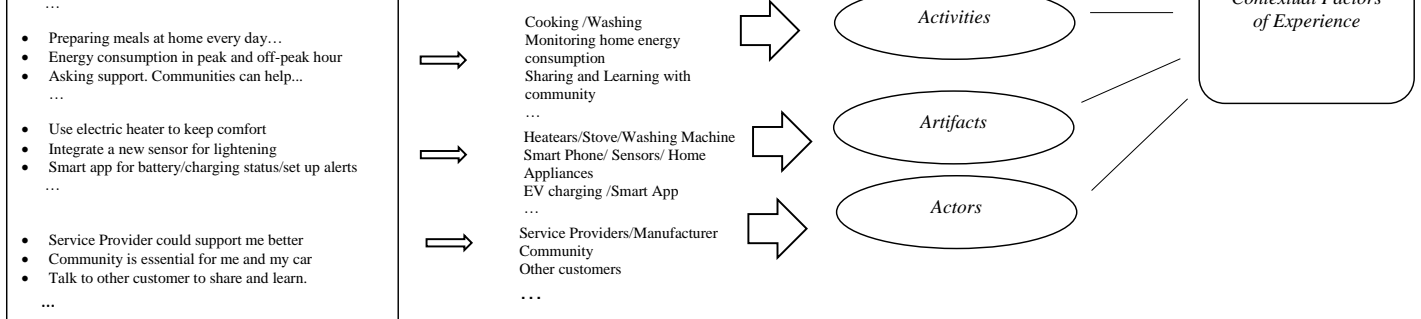 …
• Preparing meals at home every day…
• Energy consumption in peak and off-peak hour
• Asking support. Communities can help...
…
• Use electric heater to keep comfort
• Integrate a new sensor for lightening
• Smart app for battery/charging status/set up alerts
…
• Service Provider could support me better
• Community is essential for me and my car
• Talk to other customer to share and learn.
...
Cooking /Washing
Monitoring home energy
consumption
Sharing and Learning with
community
…
Heatears/Stove/Washing Machine
Smart Phone/ Sensors/ Home
Appliances
EV charging /Smart App
…
Service Providers/Manufacturer
Community
Other customers
…
Activities
Artifacts
Actors
Contextual Factors
of Experience